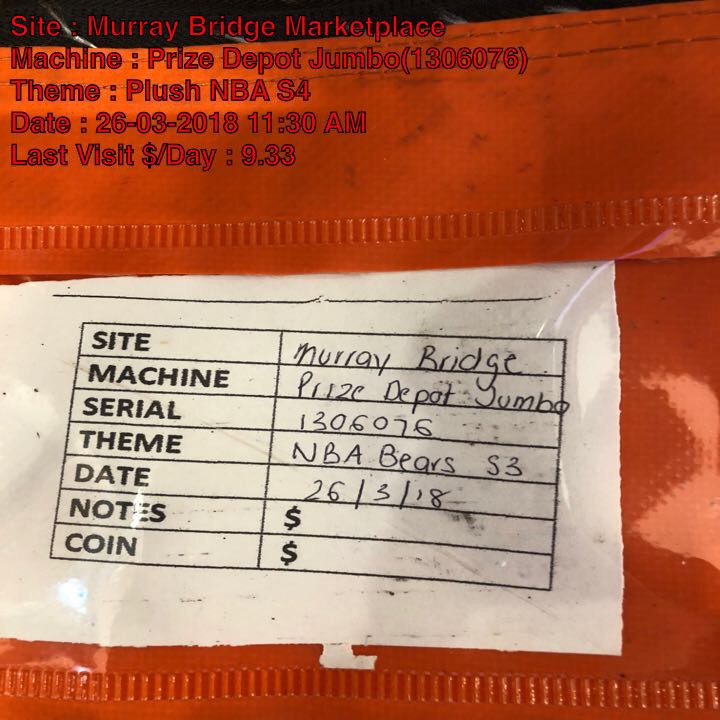 Site : Murray Bridge Marketplace
Machine : Prize Depot Jumbo(1306076)
Theme : Plush NBA S4
Date : 26-03-2018 11:30 AM
Last Visit $/Day : 9.33
SITE Murray Bridge
MACHINE Prize Depot Jumbo
SERIAL 1306076
THEME NBA Bears S3
DATE 26/3/18
NOTES $
COIN $